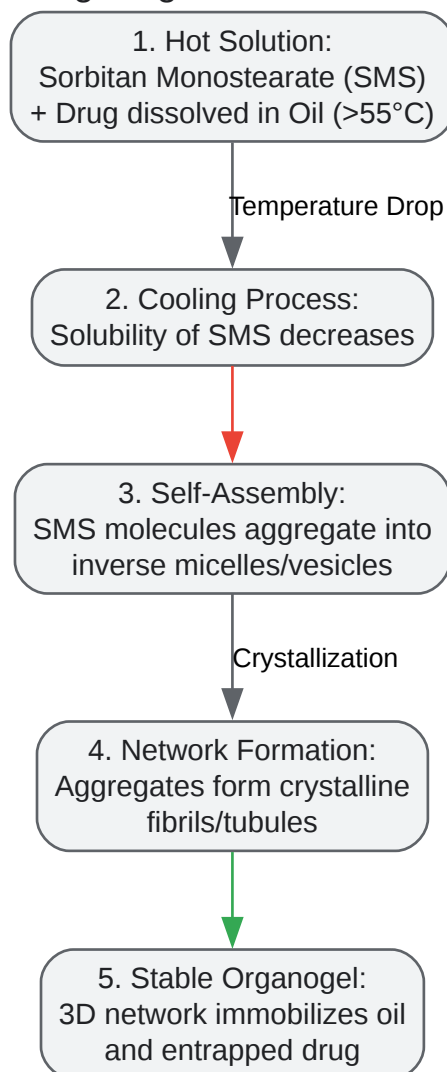 1. Hot Solution:
Sorbitan Monostearate (SMS)
+ Drug dissolved in Oil (>55°C)
Temperature Drop
2. Cooling Process:
Solubility of SMS decreases
3. Self-Assembly:
SMS molecules aggregate into
inverse micelles/vesicles
Crystallization
4. Network Formation:
Aggregates form crystalline
fibrils/tubules
5. Stable Organogel:
3D network immobilizes oil
and entrapped drug